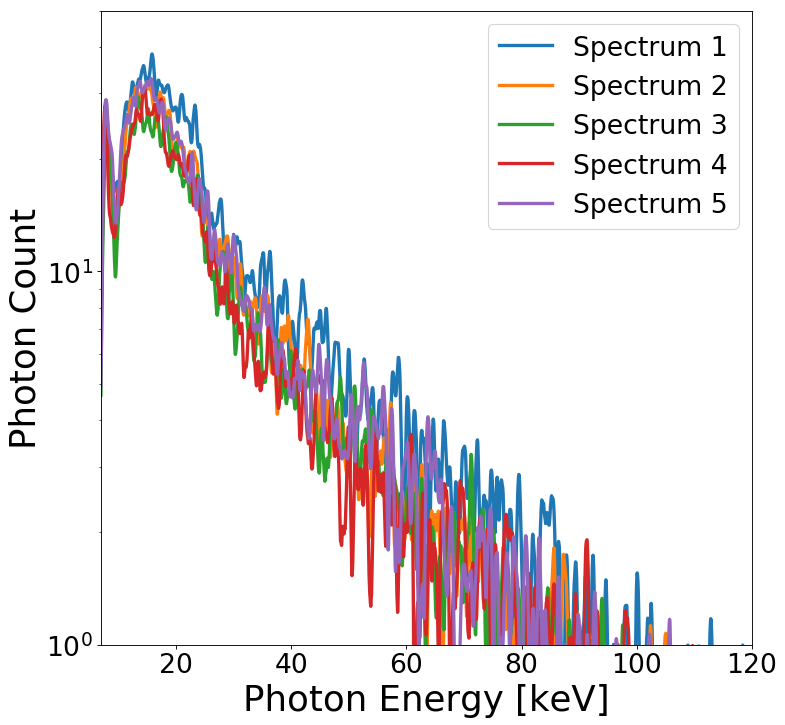 Spectrum 1
Spectrum 2
Spectrum 3
Spectrum 4
Spectrum 5
Photon Count
10¹
10⁰
20 40 60 80 100 120
Photon Energy [keV]